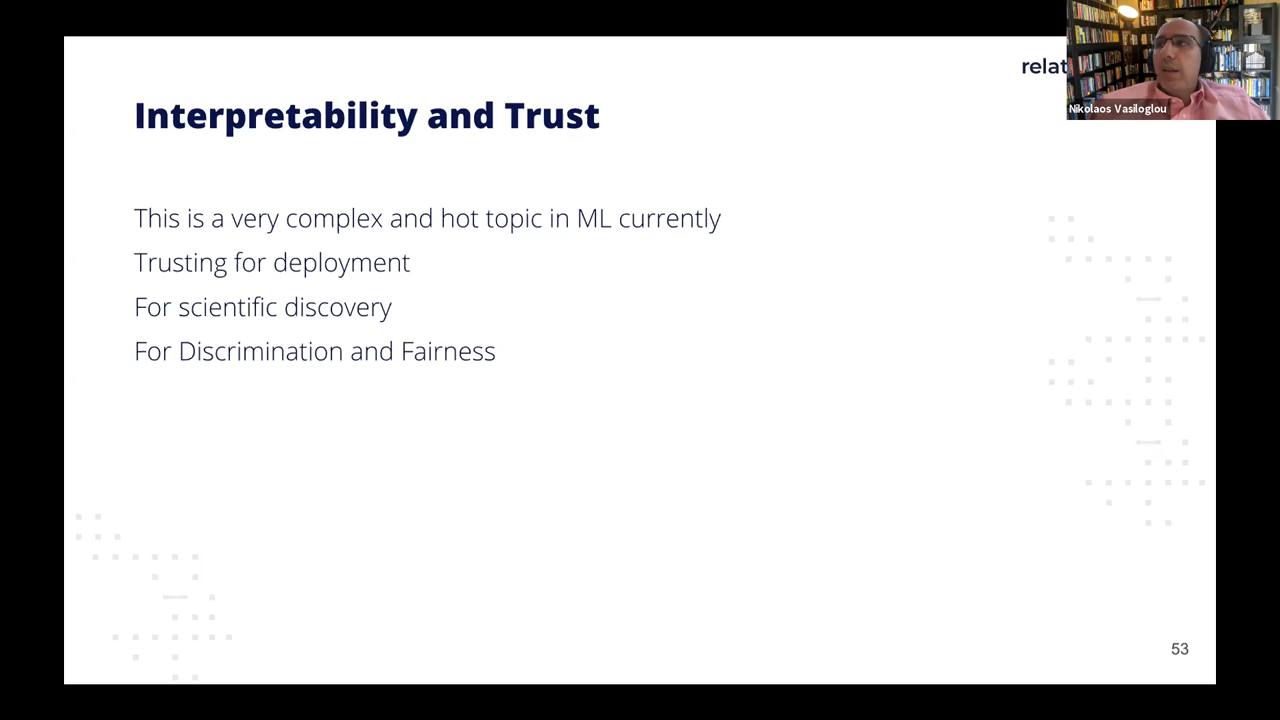 relat
Nikolaos Vasiloglou
Interpretability and Trust
This is a very complex and hot topic in ML currently
Trusting for deployment
For scientific discovery
For Discrimination and Fairness
53